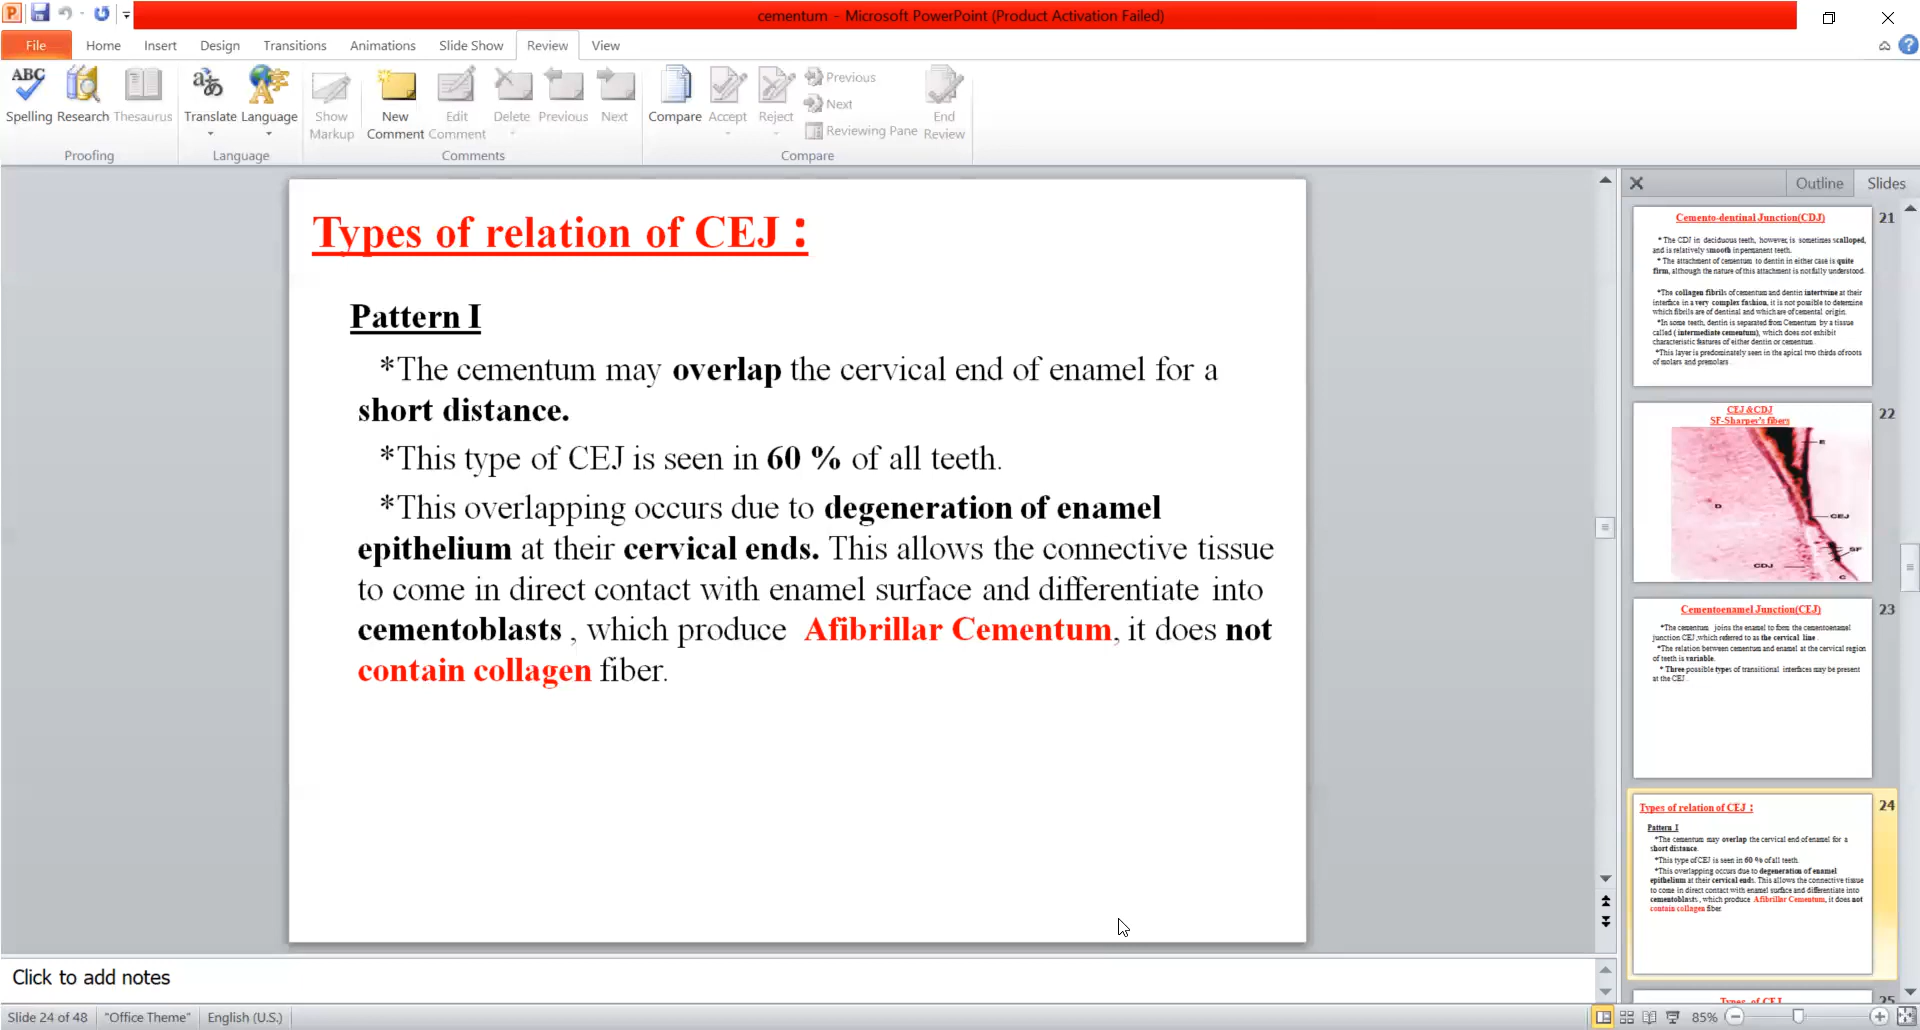 cementum - Microsoft PowerPoint (Product Activation Failed)
File Home Insert Design Transitions Animations Slide Show Review View
ABC
Spelling Research Thesaurus Translate Language Show Markup New Comment Edit Comment Delete Previous Next Compare Accept Reject Previous Next Reviewing Pane End Review
Proofing Language Comments Compare
Types of relation of CEJ :
Pattern I
*The cementum may overlap the cervical end of enamel for a
short distance.
*This type of CEJ is seen in 60 % of all teeth.
*This overlapping occurs due to degeneration of enamel
epithelium at their cervical ends. This allows the connective tissue
to come in direct contact with enamel surface and differentiate into
cementoblasts , which produce Afibrillar Cementum, it does not
contain collagen fiber.
Outline Slides
21
Cemento-dentinal Junction(CDJ)
* The CDJ in deciduous teeth, however, is sometimes scalloped,
and is relatively smooth in permanent teeth.
* The attachment of cementum to dentin in either case is quite
firm, although the nature of this attachment is not fully understood.
*The collagen fibrils of cementum and dentin intertwine at their
interface in a very complex fashion, it is not possible to determine
which fibrils are of dentinal and which are of cemental origin.
*In some teeth, dentin is separated from Cementum by a tissue
called ( intermediate cementum), which does not exhibit
characteristic features of either dentin or cementum.
*This layer is predominately seen in the apical two thirds of roots
of molars and premolars .
22
CEJ &CDJ
SF-Sharpey's fibers
E
D
CEJ
SF
CDJ
C
23
Cementoenamel Junction(CEJ)
*The cementum joins the enamel to form the cementoenamel
junction CEJ ,which referred to as the cervical line .
*The relation between cementum and enamel at the cervical region
of teeth is variable.
* Three possible types of transitional interfaces may be present
at the CEJ .
24
Types of relation of CEJ :
Pattern I
*The cementum may overlap the cervical end of enamel for a
short distance.
*This type of CEJ is seen in 60 % of all teeth.
*This overlapping occurs due to degeneration of enamel
epithelium at their cervical ends. This allows the connective tissue
to come in direct contact with enamel surface and differentiate into
cementoblasts , which produce Afibrillar Cementum, it does not
contain collagen fiber.
25
Types of CEJ
Click to add notes
Slide 24 of 48 "Office Theme" English (U.S.) 85%